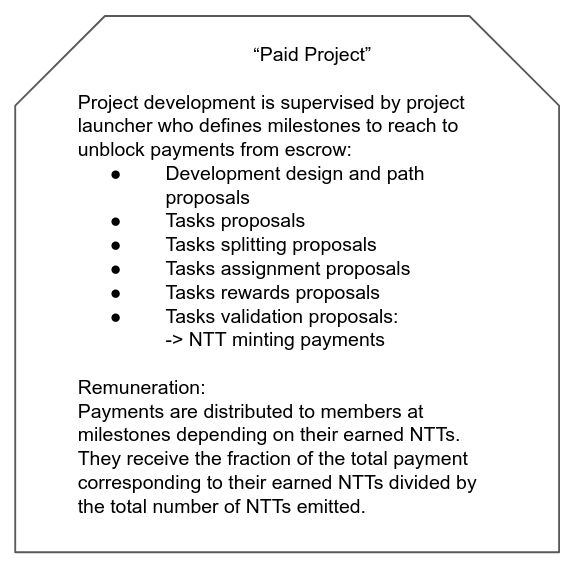 “Paid Project”
Project development is supervised by project
launcher who defines milestones to reach to
unblock payments from escrow:
● Development design and path
proposals
● Tasks proposals
● Tasks splitting proposals
● Tasks assignment proposals
● Tasks rewards proposals
● Tasks validation proposals:
-> NTT minting payments
Remuneration:
Payments are distributed to members at
milestones depending on their earned NTTs.
They receive the fraction of the total payment
corresponding to their earned NTTs divided by
the total number of NTTs emitted.